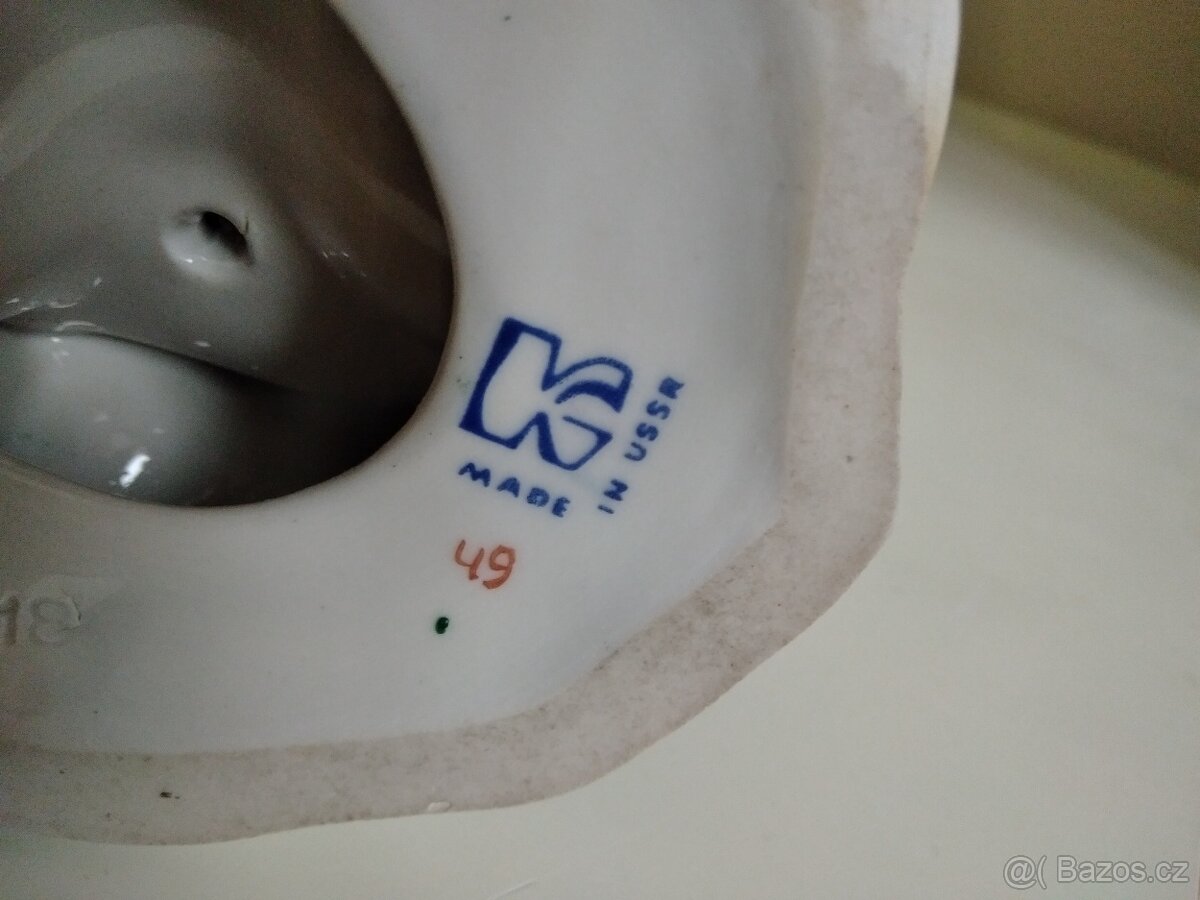 MADE IN USSR
49
18
@( Bazos.cz